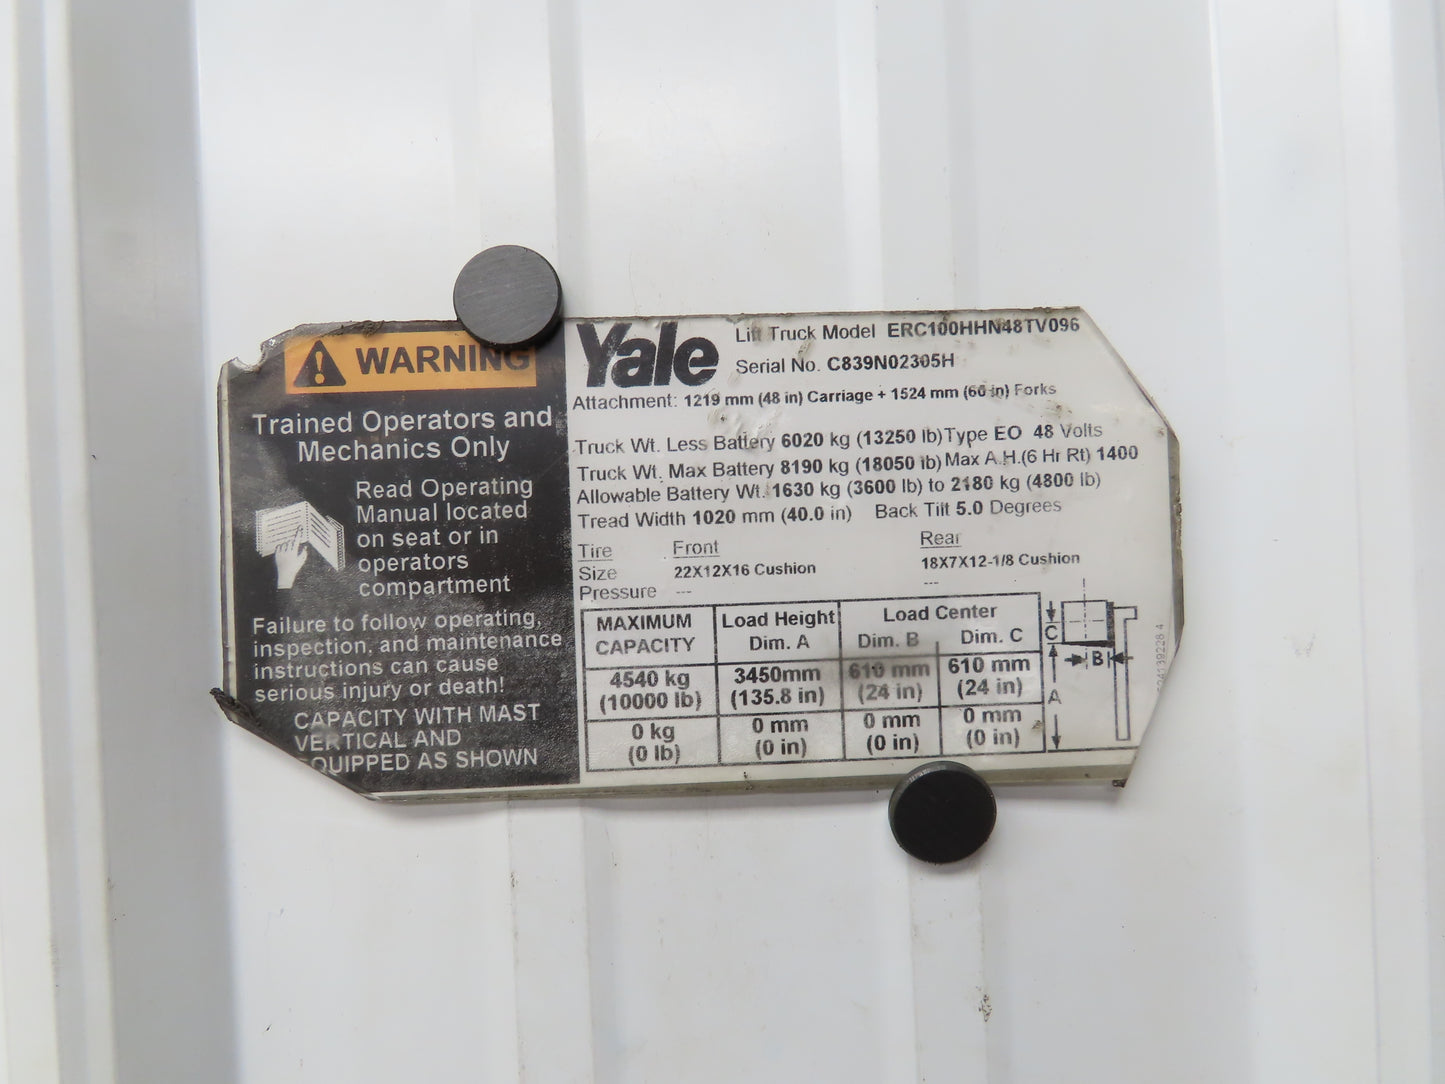 WARNING
Trained Operators and
Mechanics Only
Read Operating
Manual located
on seat or in
operators
compartment
Failure to follow operating,
inspection, and maintenance
instructions can cause
serious injury or death!
CAPACITY WITH MAST
VERTICAL AND
EQUIPPED AS SHOWN
Yale
Lift Truck Model ERC100HHN48TV096
Serial No. C839N02305H
Attachment: 1219 mm (48 in) Carriage + 1524 mm (60 in) Forks
Truck Wt. Less Battery 6020 kg (13250 lb) Type EO 48 Volts
Truck Wt. Max Battery 8190 kg (18050 lb) Max A.H.(6 Hr Rt) 1400
Allowable Battery Wt. 1630 kg (3600 lb) to 2180 kg (4800 lb)
Tread Width 1020 mm (40.0 in) Back Tilt 5.0 Degrees
Tire Front Rear
Size 22X12X16 Cushion 18X7X12-1/8 Cushion
Pressure --- ---
MAXIMUM CAPACITY Load Height Dim. A Load Center
Dim. B Dim. C
4540 kg 3450mm 610 mm 610 mm
(10000 lb) (135.8 in) (24 in) (24 in)
0 kg 0 mm 0 mm 0 mm
(0 lb) (0 in) (0 in) (0 in)
C
B
A